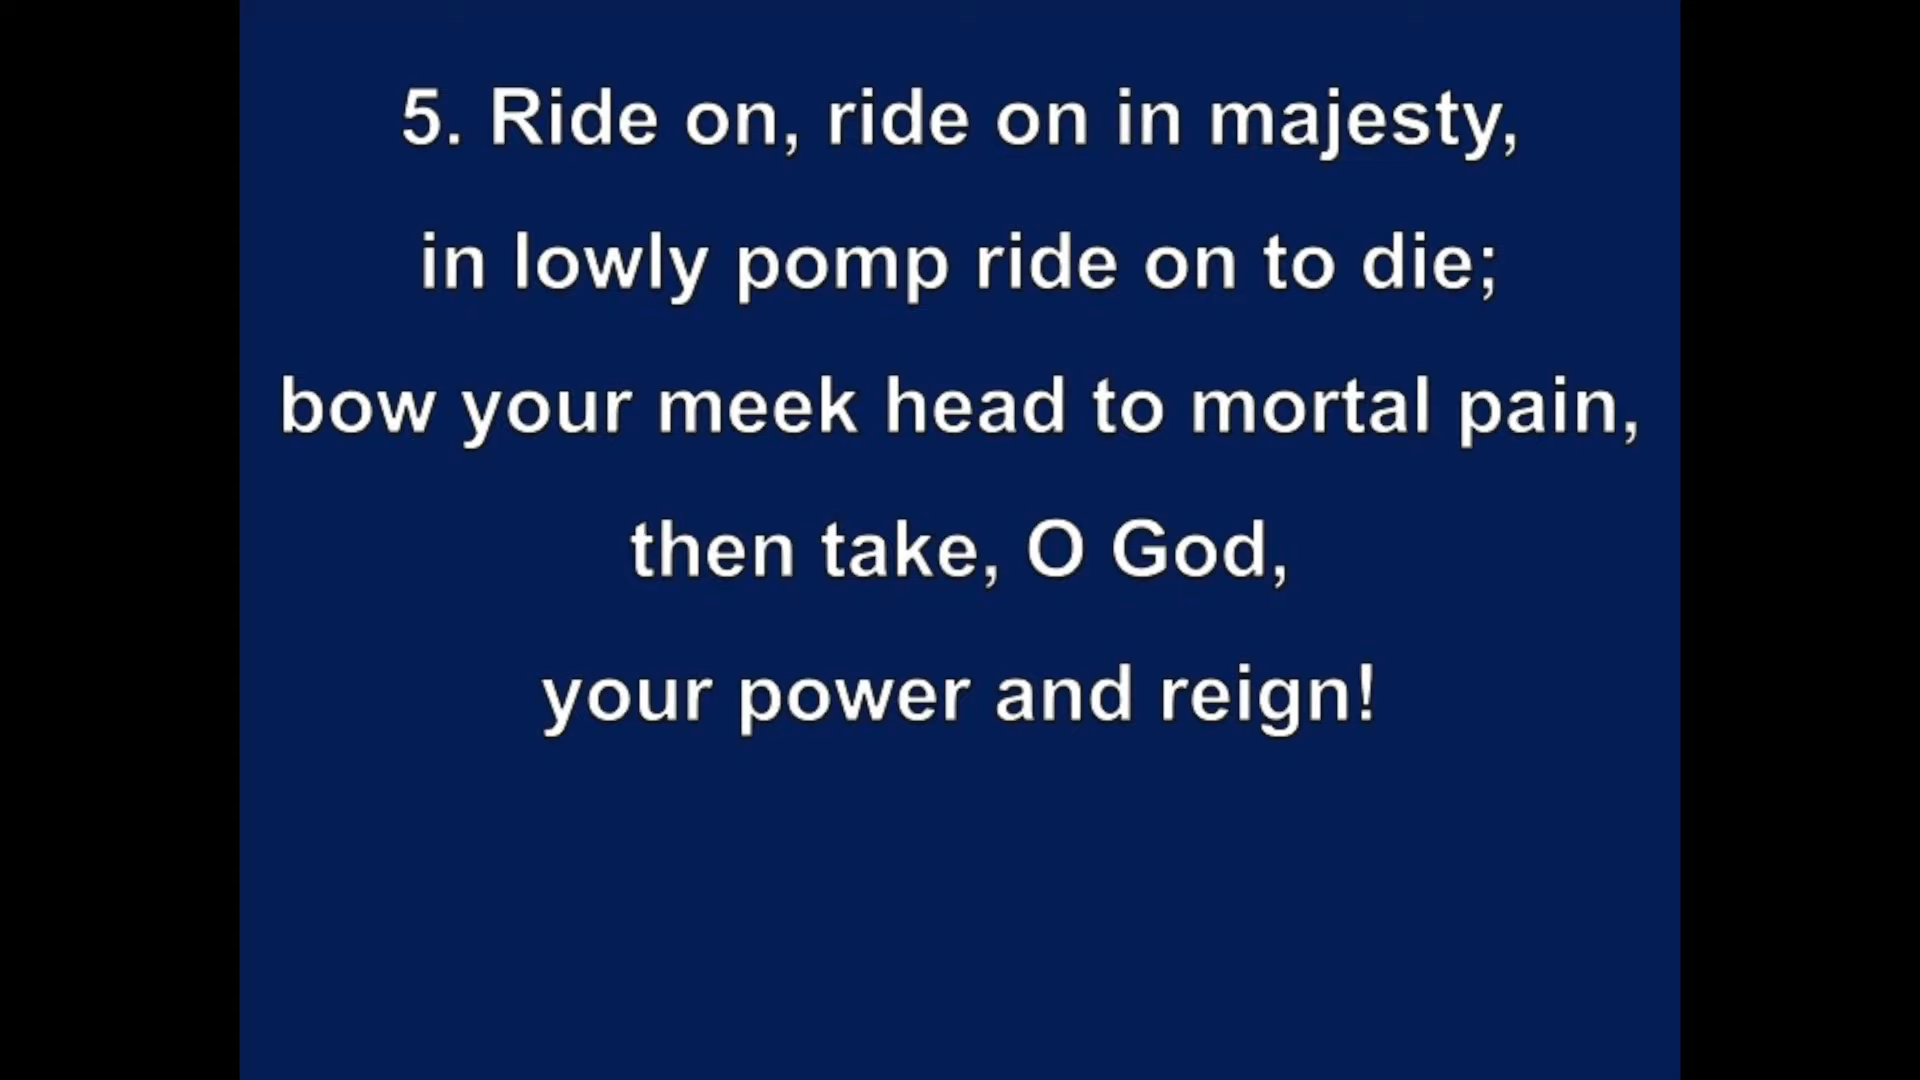 5. Ride on, ride on in majesty,
in lowly pomp ride on to die;
bow your meek head to mortal pain,
then take, O God,
your power and reign!